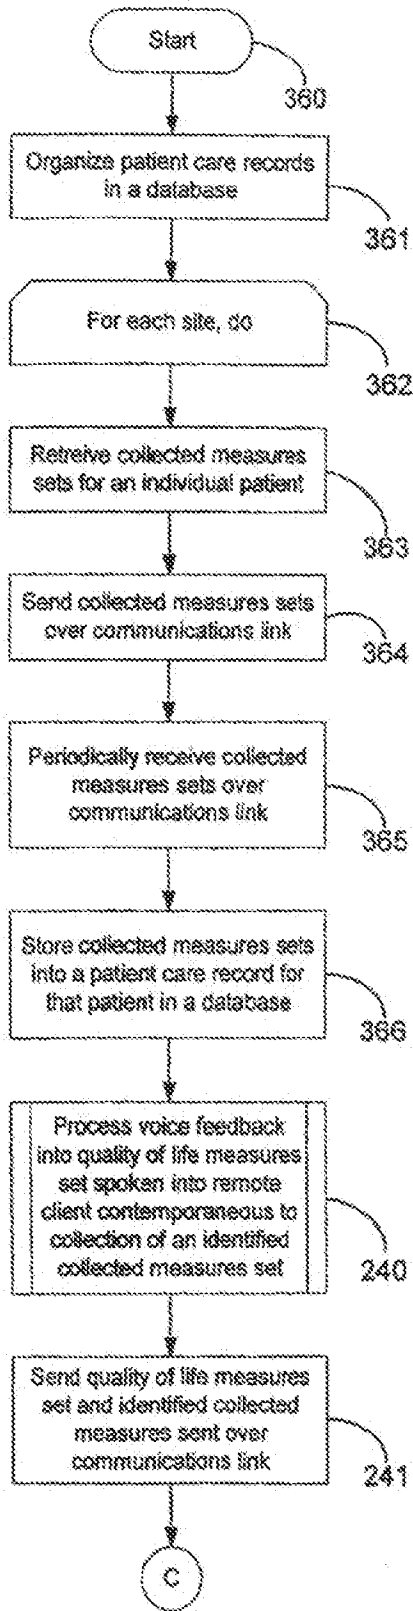 Start
360
Organize patient care records
in a database
361
For each site, do
362
Retreive collected measures
sets for an individual patient
363
Send collected measures sets
over communications link
364
Periodically receive collected
measures sets over
communications link
365
Store collected measures sets
into a patient care record for
that patient in a database
366
Process voice feedback
into quality of life measures
set spoken into remote
client contemporaneous to
collection of an identified
collected measures set
240
Send quality of life measures
set and identified collected
measures sent over
communications link
241
C